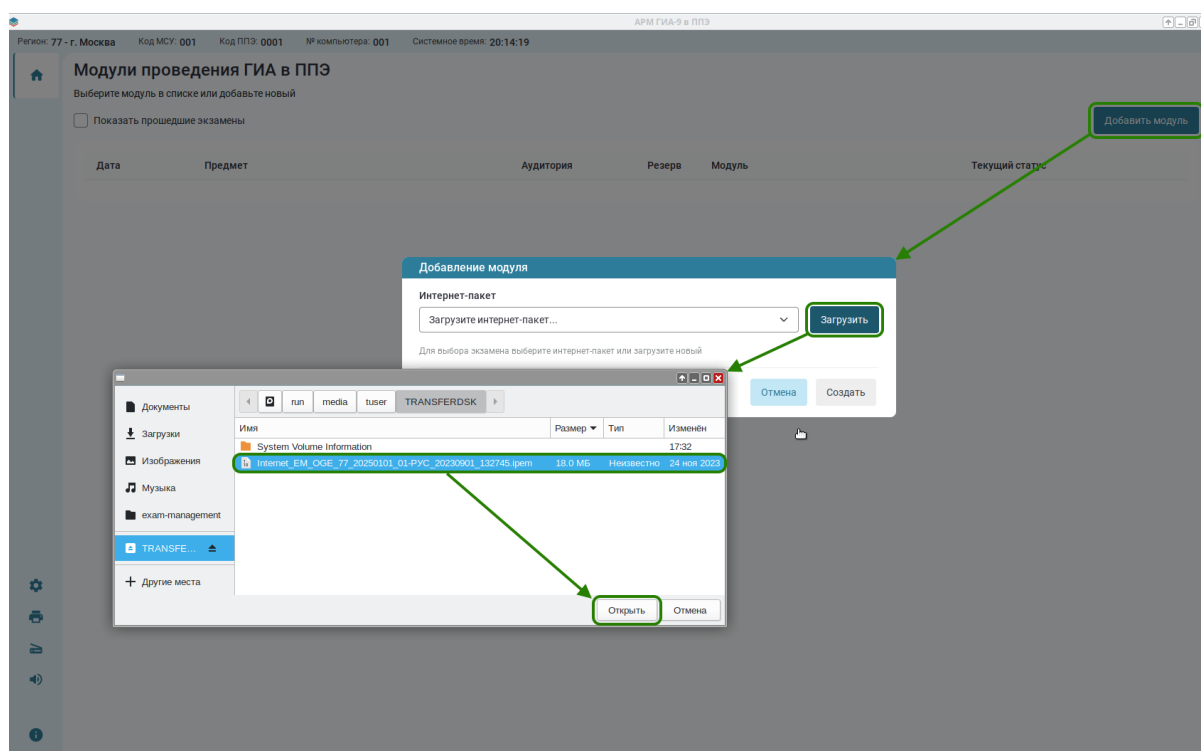 АРМ ГИА-9 в ППЭ
Регион: 77 - г. Москва Код МСУ: 001 Код ППЭ: 0001 № компьютера: 001 Системное время: 20:14:19
Модули проведения ГИА в ППЭ
Выберите модуль в списке или добавьте новый
Показать прошедшие экзамены
Добавить модуль
Дата Предмет Аудитория Резерв Модуль Текущий статус
Добавление модуля
Интернет-пакет
Загрузите интернет-пакет...
Загрузить
Для выбора экзамена выберите интернет-пакет или загрузите новый
Отмена Создать
run media tuser TRANSFERDSK
Документы
Загрузки
Изображения
Музыка
exam-management
TRANSFE...
Другие места
Имя Размер Тип Изменён
System Volume Information 17:32
Internet_EM_OGE_77_20250101_01-РУС_20230901_132745.ipem 18.0 МБ Неизвестно 24 ноя 2023
Открыть Отмена